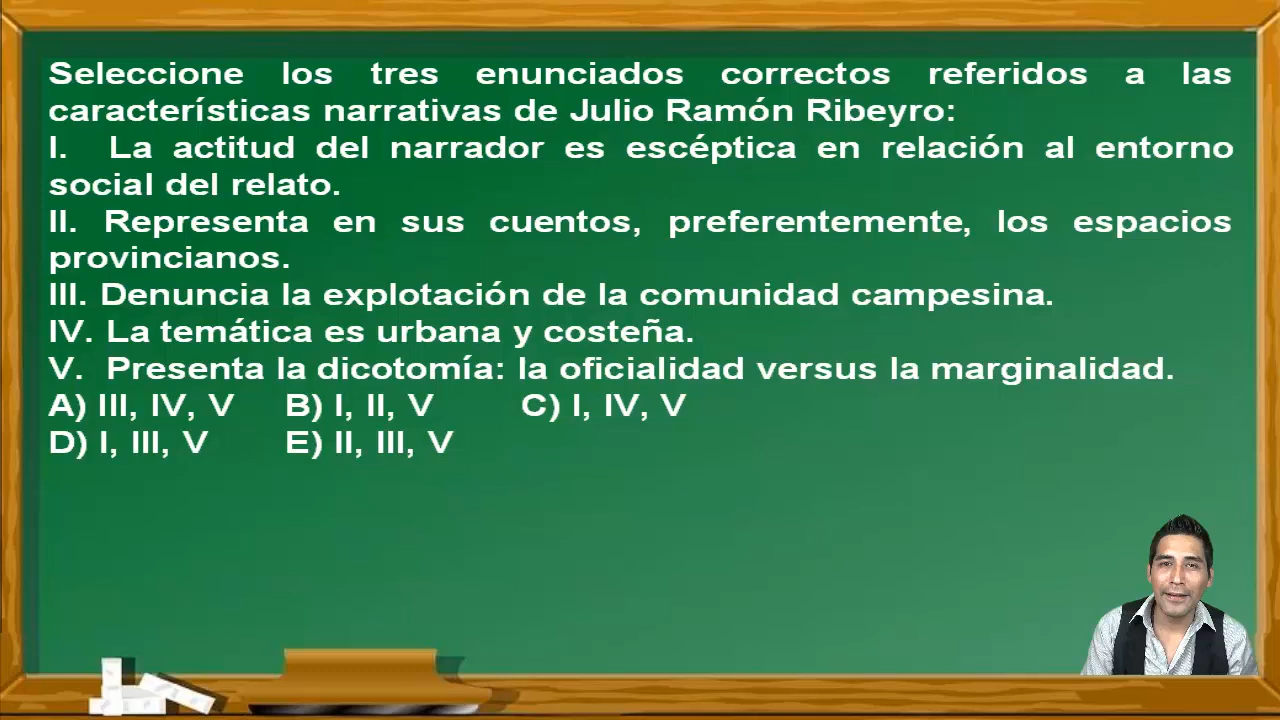 Seleccione los tres enunciados correctos referidos a las
características narrativas de Julio Ramón Ribeyro:
I. La actitud del narrador es escéptica en relación al entorno
social del relato.
II. Representa en sus cuentos, preferentemente, los espacios
provincianos.
III. Denuncia la explotación de la comunidad campesina.
IV. La temática es urbana y costeña.
V. Presenta la dicotomía: la oficialidad versus la marginalidad.
A) III, IV, V B) I, II, V C) I, IV, V
D) I, III, V E) II, III, V